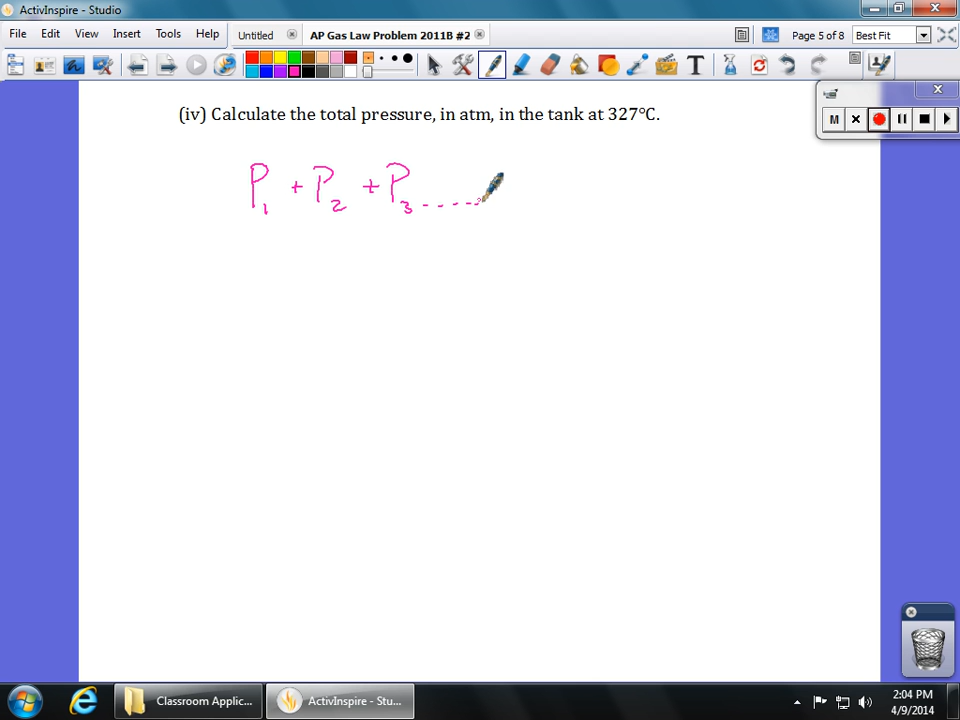 ActivInspire - Studio
File Edit View Insert Tools Help Untitled AP Gas Law Problem 2011B #2 Page 5 of 8 Best Fit
M
(iv) Calculate the total pressure, in atm, in the tank at 327°C.
P₁ + P₂ + P₃ .....
Classroom Applic... ActivInspire - Stu...
2:04 PM
4/9/2014